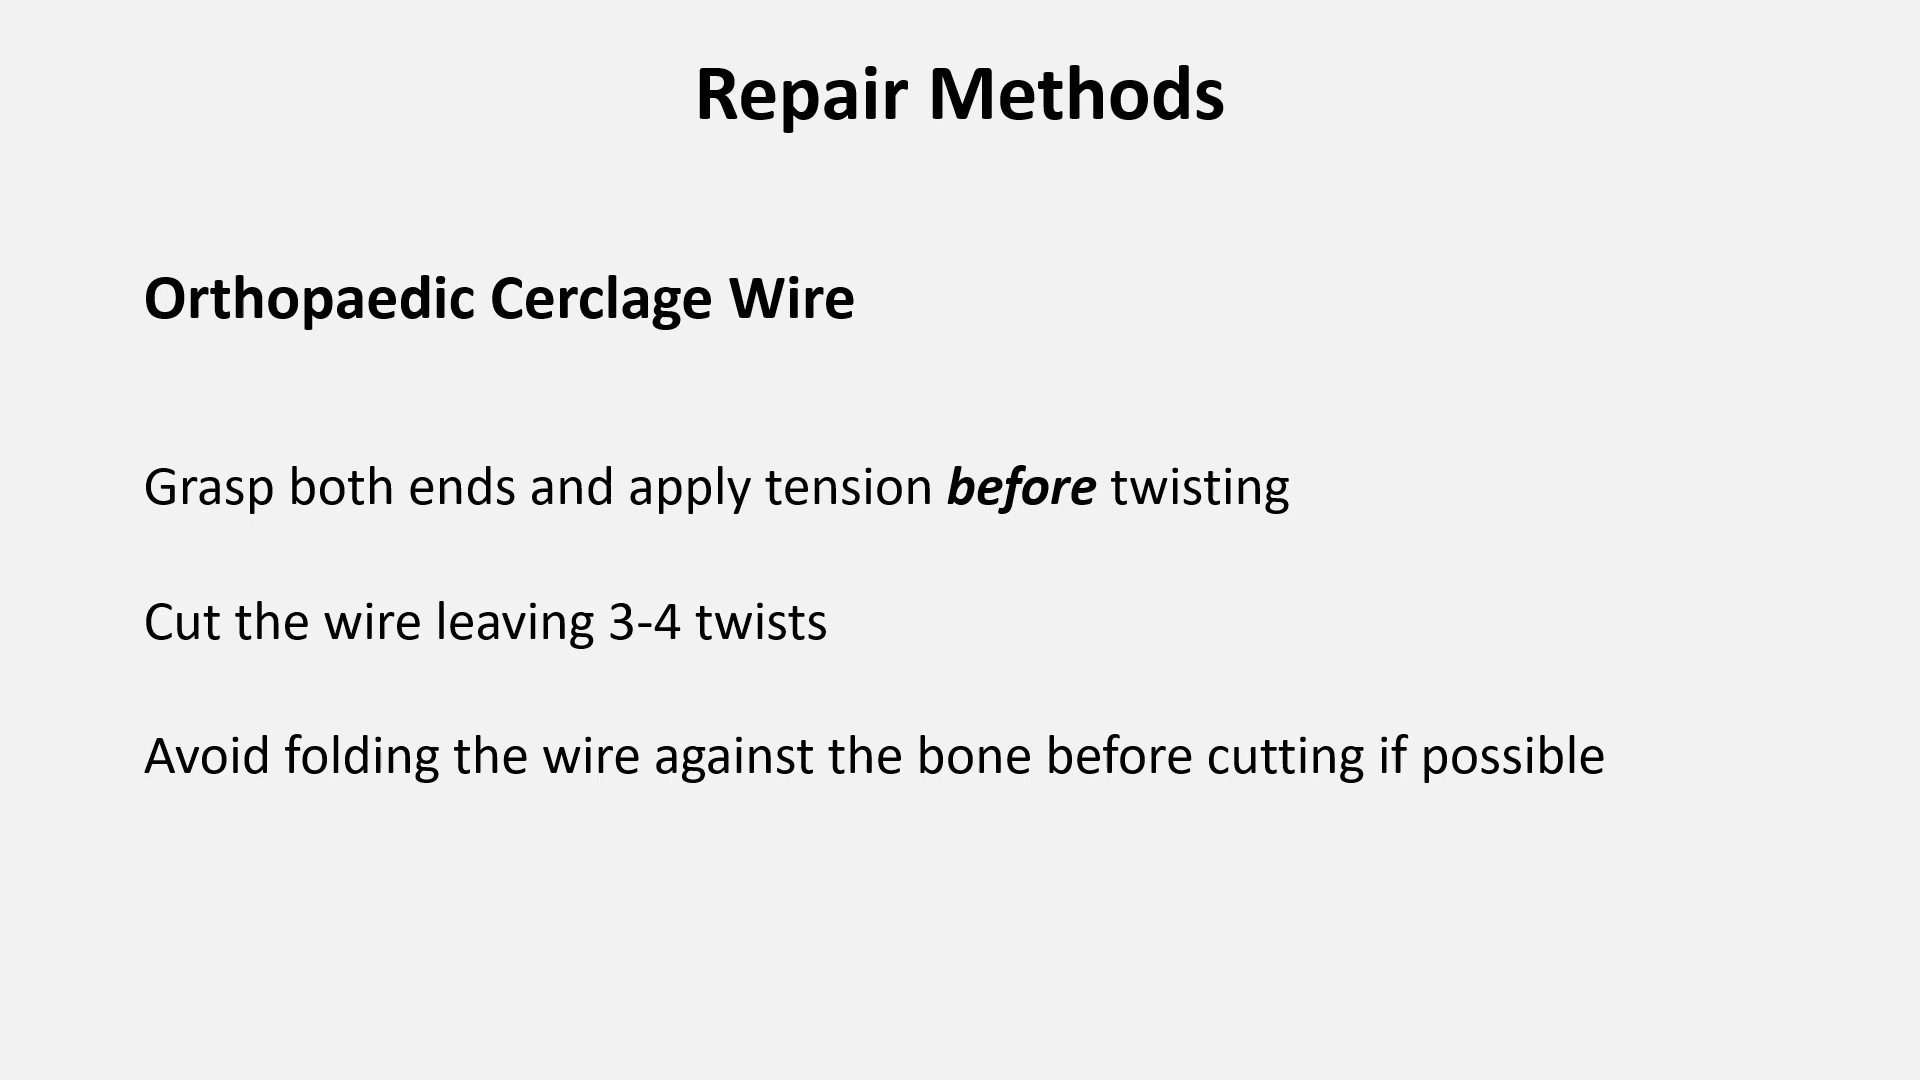 Repair Methods
Orthopaedic Cerclage Wire
Grasp both ends and apply tension before twisting
Cut the wire leaving 3-4 twists
Avoid folding the wire against the bone before cutting if possible